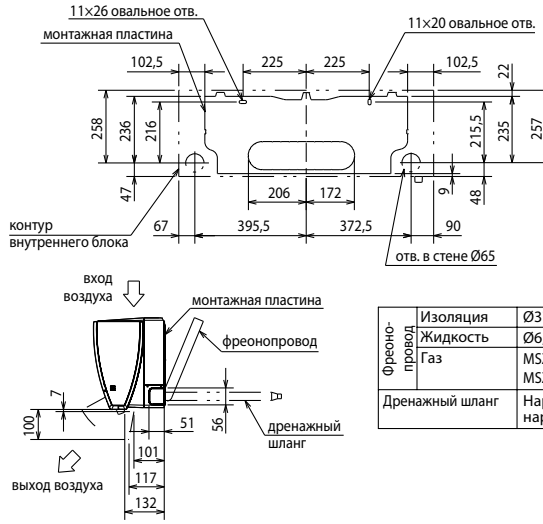 11×26 овальное отв.
11×20 овальное отв.
монтажная пластина
102,5
225
225
102,5
22
258
236
216
215,5
235
257
47
9
48
206
172
контур
внутреннего блока
67
395,5
372,5
90
отв. в стене Ø65
вход
воздуха
монтажная пластина
фреонопровод
7
100
51
56
дренажный
шланг
101
117
132
выход воздуха
Фреоно-
провод
Изоляция
Жидкость
Газ
Дренажный шланг